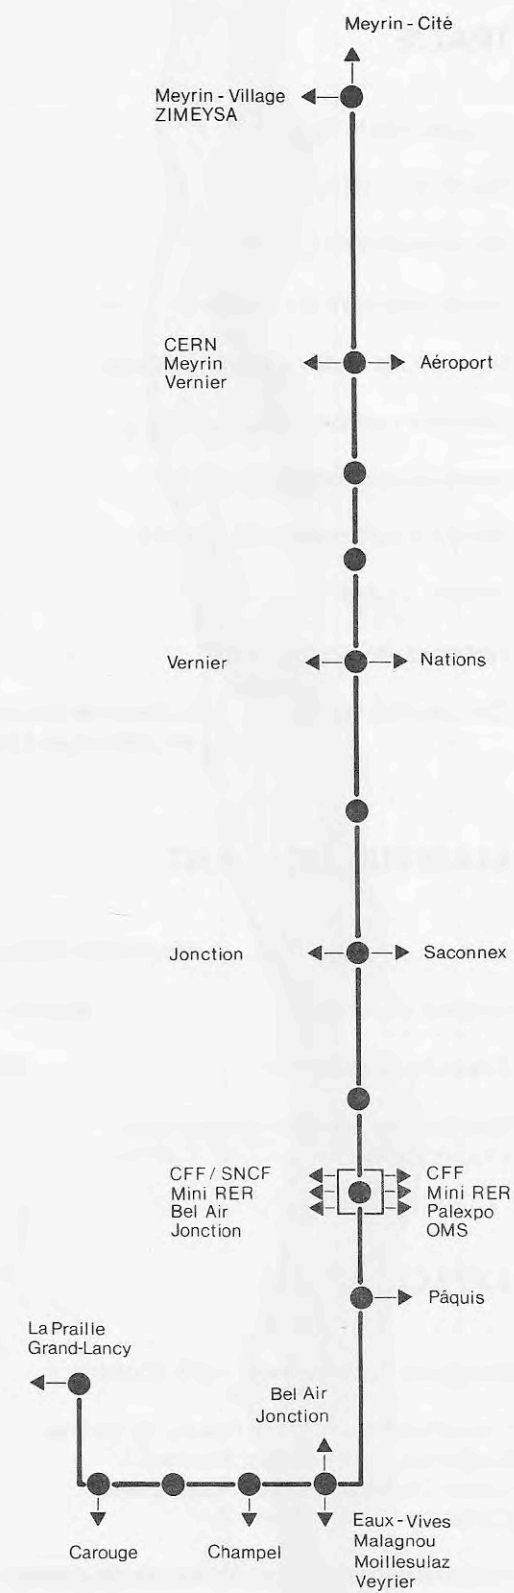 Meyrin - Cité
Meyrin - Village
ZIMEYSA
CERN
Meyrin
Vernier
Aéroport
Vernier
Nations
Jonction
Saconnex
CFF / SNCF
Mini RER
Bel Air
Jonction
CFF
Mini RER
Palexpo
OMS
Pâquis
La Praille
Grand-Lancy
Bel Air
Jonction
Carouge
Champel
Eaux - Vives
Malagnou
Moillesulaz
Veyrier